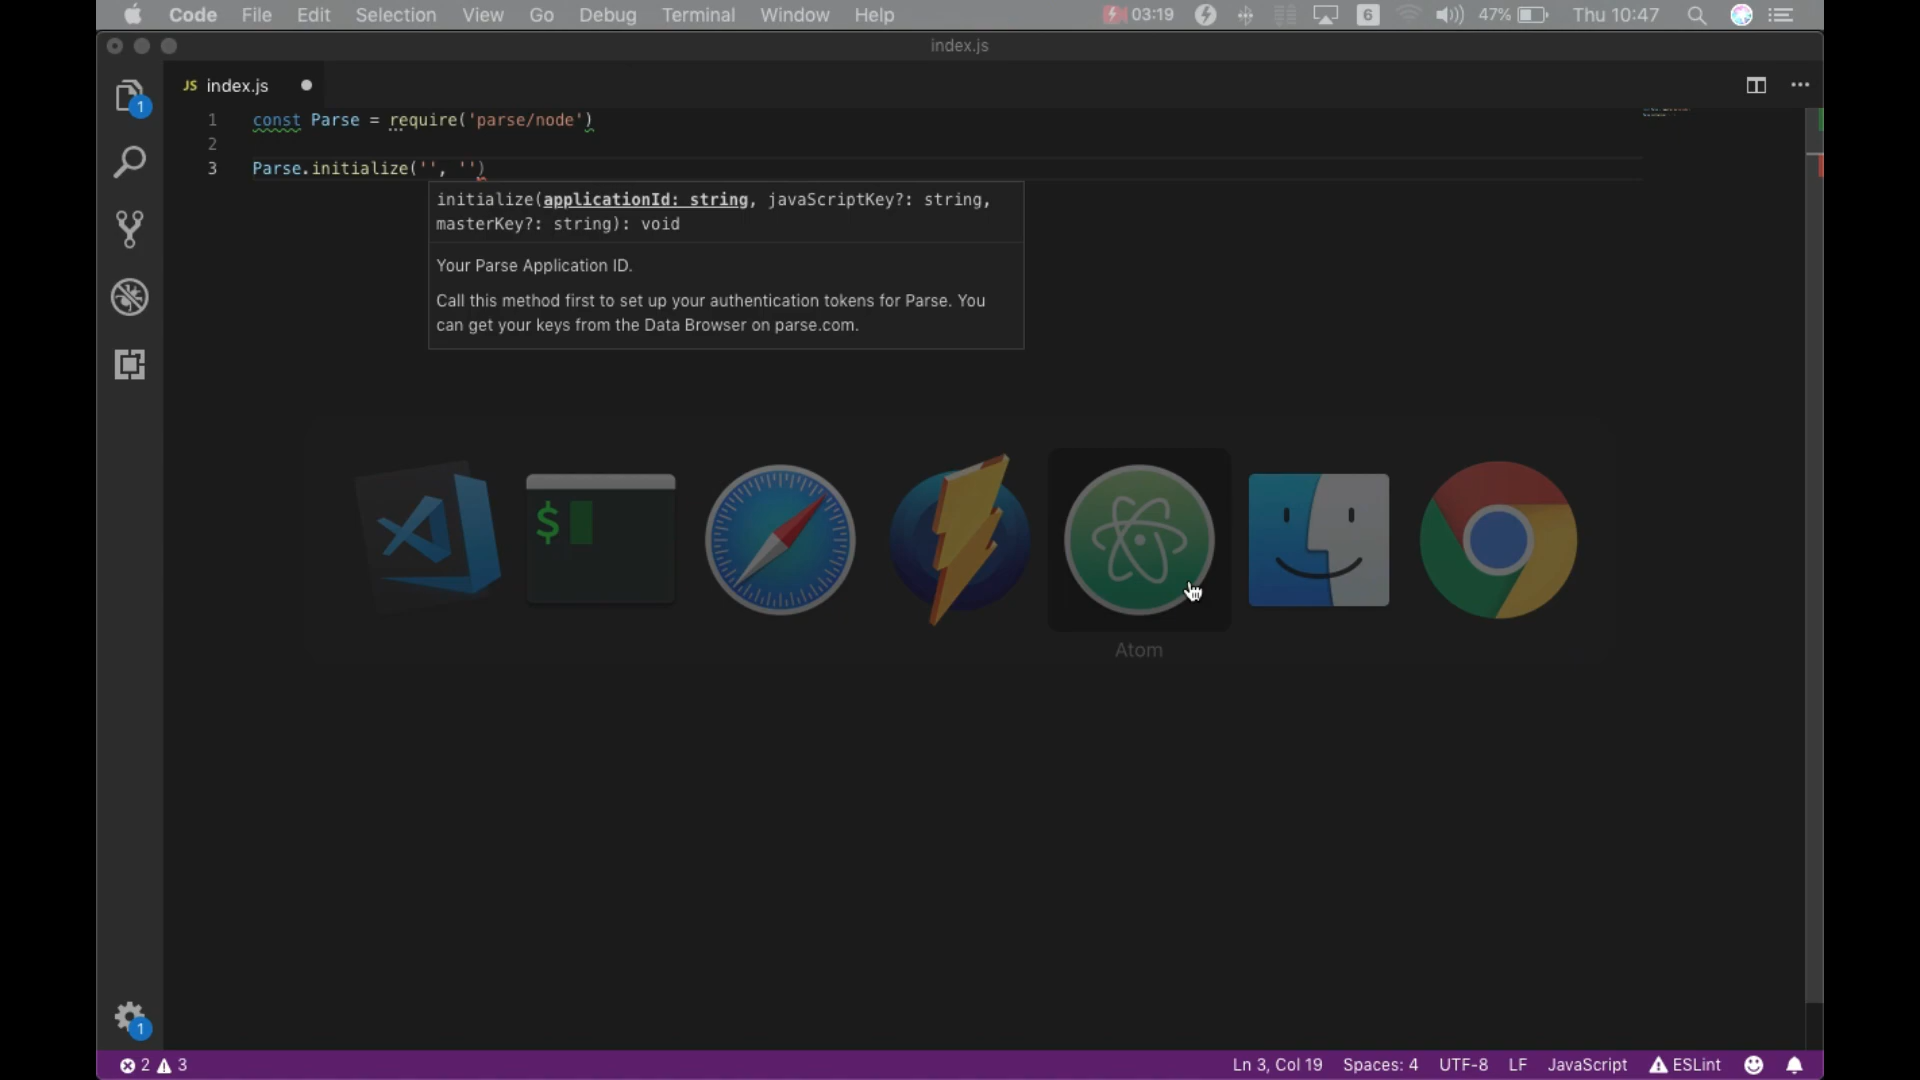 Code File Edit Selection View Go Debug Terminal Window Help 03:19 6 47% Thu 10:47
index.js
1
JS index.js
1 const Parse = require('parse/node')
2
3 Parse.initialize('', '')
initialize(applicationId: string, javaScriptKey?: string,
masterKey?: string): void
Your Parse Application ID.
Call this method first to set up your authentication tokens for Parse. You
can get your keys from the Data Browser on parse.com.
$
Atom
1
2 3 Ln 3, Col 19 Spaces: 4 UTF-8 LF JavaScript ESLint